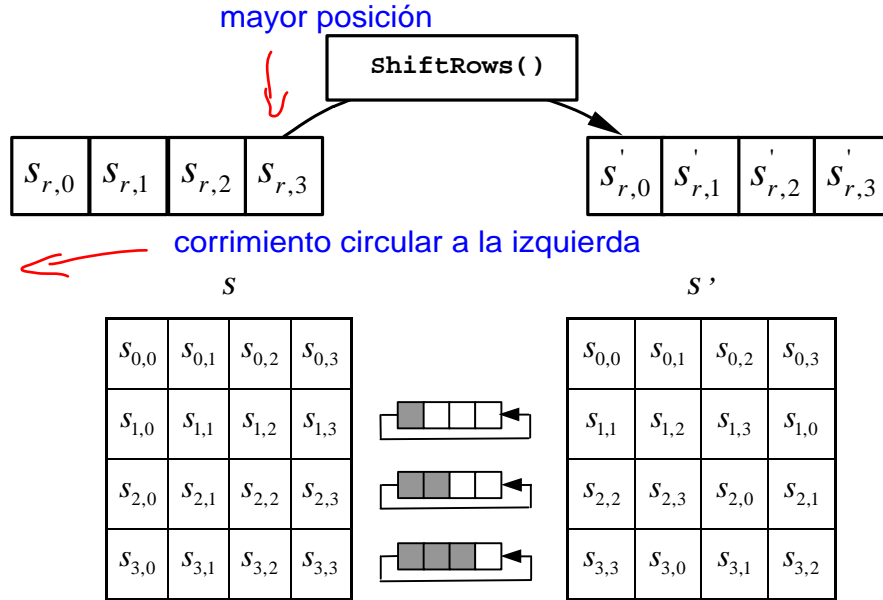 mayor posición
ShiftRows()
s_{r,0} s_{r,1} s_{r,2} s_{r,3} s'_{r,0} s'_{r,1} s'_{r,2} s'_{r,3}
corrimiento circular a la izquierda
s s'
s_{0,0} s_{0,1} s_{0,2} s_{0,3} s_{0,0} s_{0,1} s_{0,2} s_{0,3}
s_{1,0} s_{1,1} s_{1,2} s_{1,3} s_{1,1} s_{1,2} s_{1,3} s_{1,0}
s_{2,0} s_{2,1} s_{2,2} s_{2,3} s_{2,2} s_{2,3} s_{2,0} s_{2,1}
s_{3,0} s_{3,1} s_{3,2} s_{3,3} s_{3,3} s_{3,0} s_{3,1} s_{3,2}